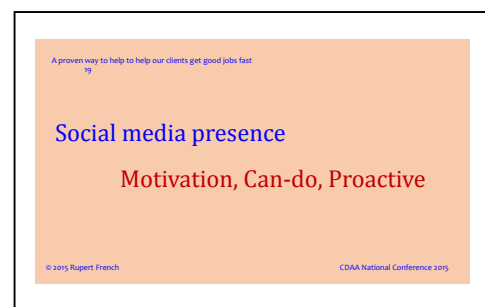 A proven way to help to help our clients get good jobs fast
19
Social media presence
Motivation, Can-do, Proactive
© 2015 Rupert French
CDAA National Conference 2015